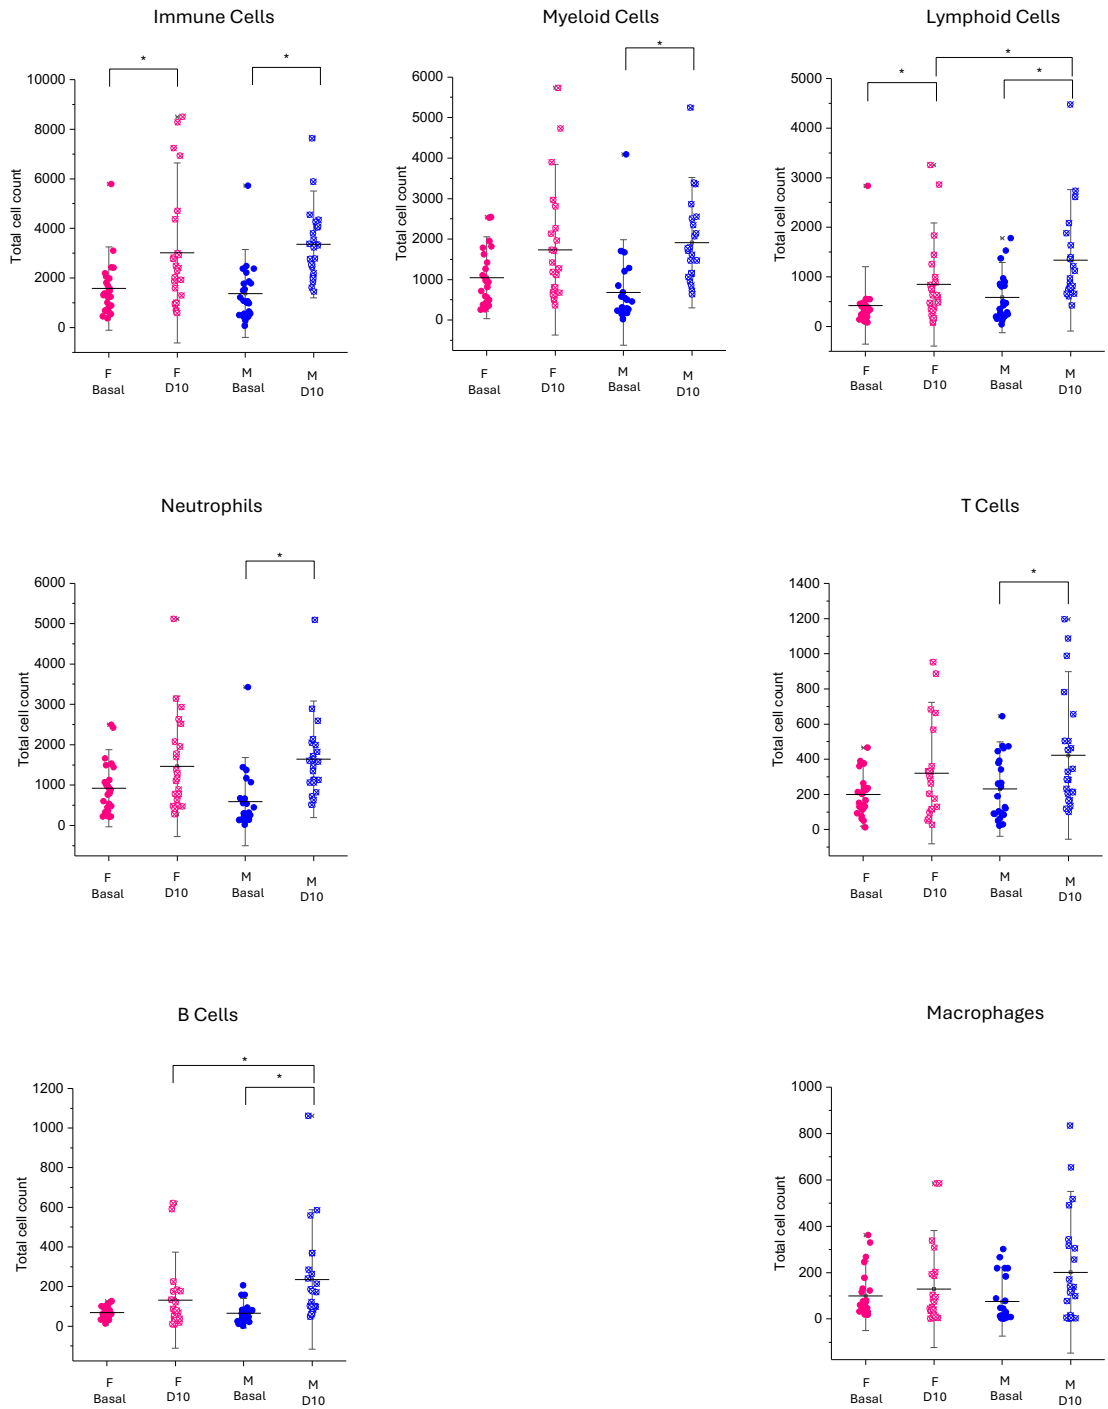 Immune Cells
*
*
Total cell count
10000
8000
6000
4000
2000
0
F
Basal
F
D10
M
Basal
M
D10
Myeloid Cells
*
Total cell count
6000
5000
4000
3000
2000
1000
0
F
Basal
F
D10
M
Basal
M
D10
Lymphoid Cells
*
*
*
Total cell count
5000
4000
3000
2000
1000
0
F
Basal
F
D10
M
Basal
M
D10
Neutrophils
*
Total cell count
6000
5000
4000
3000
2000
1000
0
F
Basal
F
D10
M
Basal
M
D10
T Cells
*
Total cell count
1400
1200
1000
800
600
400
200
0
F
Basal
F
D10
M
Basal
M
D10
B Cells
*
*
Total cell count
1200
1000
800
600
400
200
0
F
Basal
F
D10
M
Basal
M
D10
Macrophages
Total cell count
1000
800
600
400
200
0
F
Basal
F
D10
M
Basal
M
D10